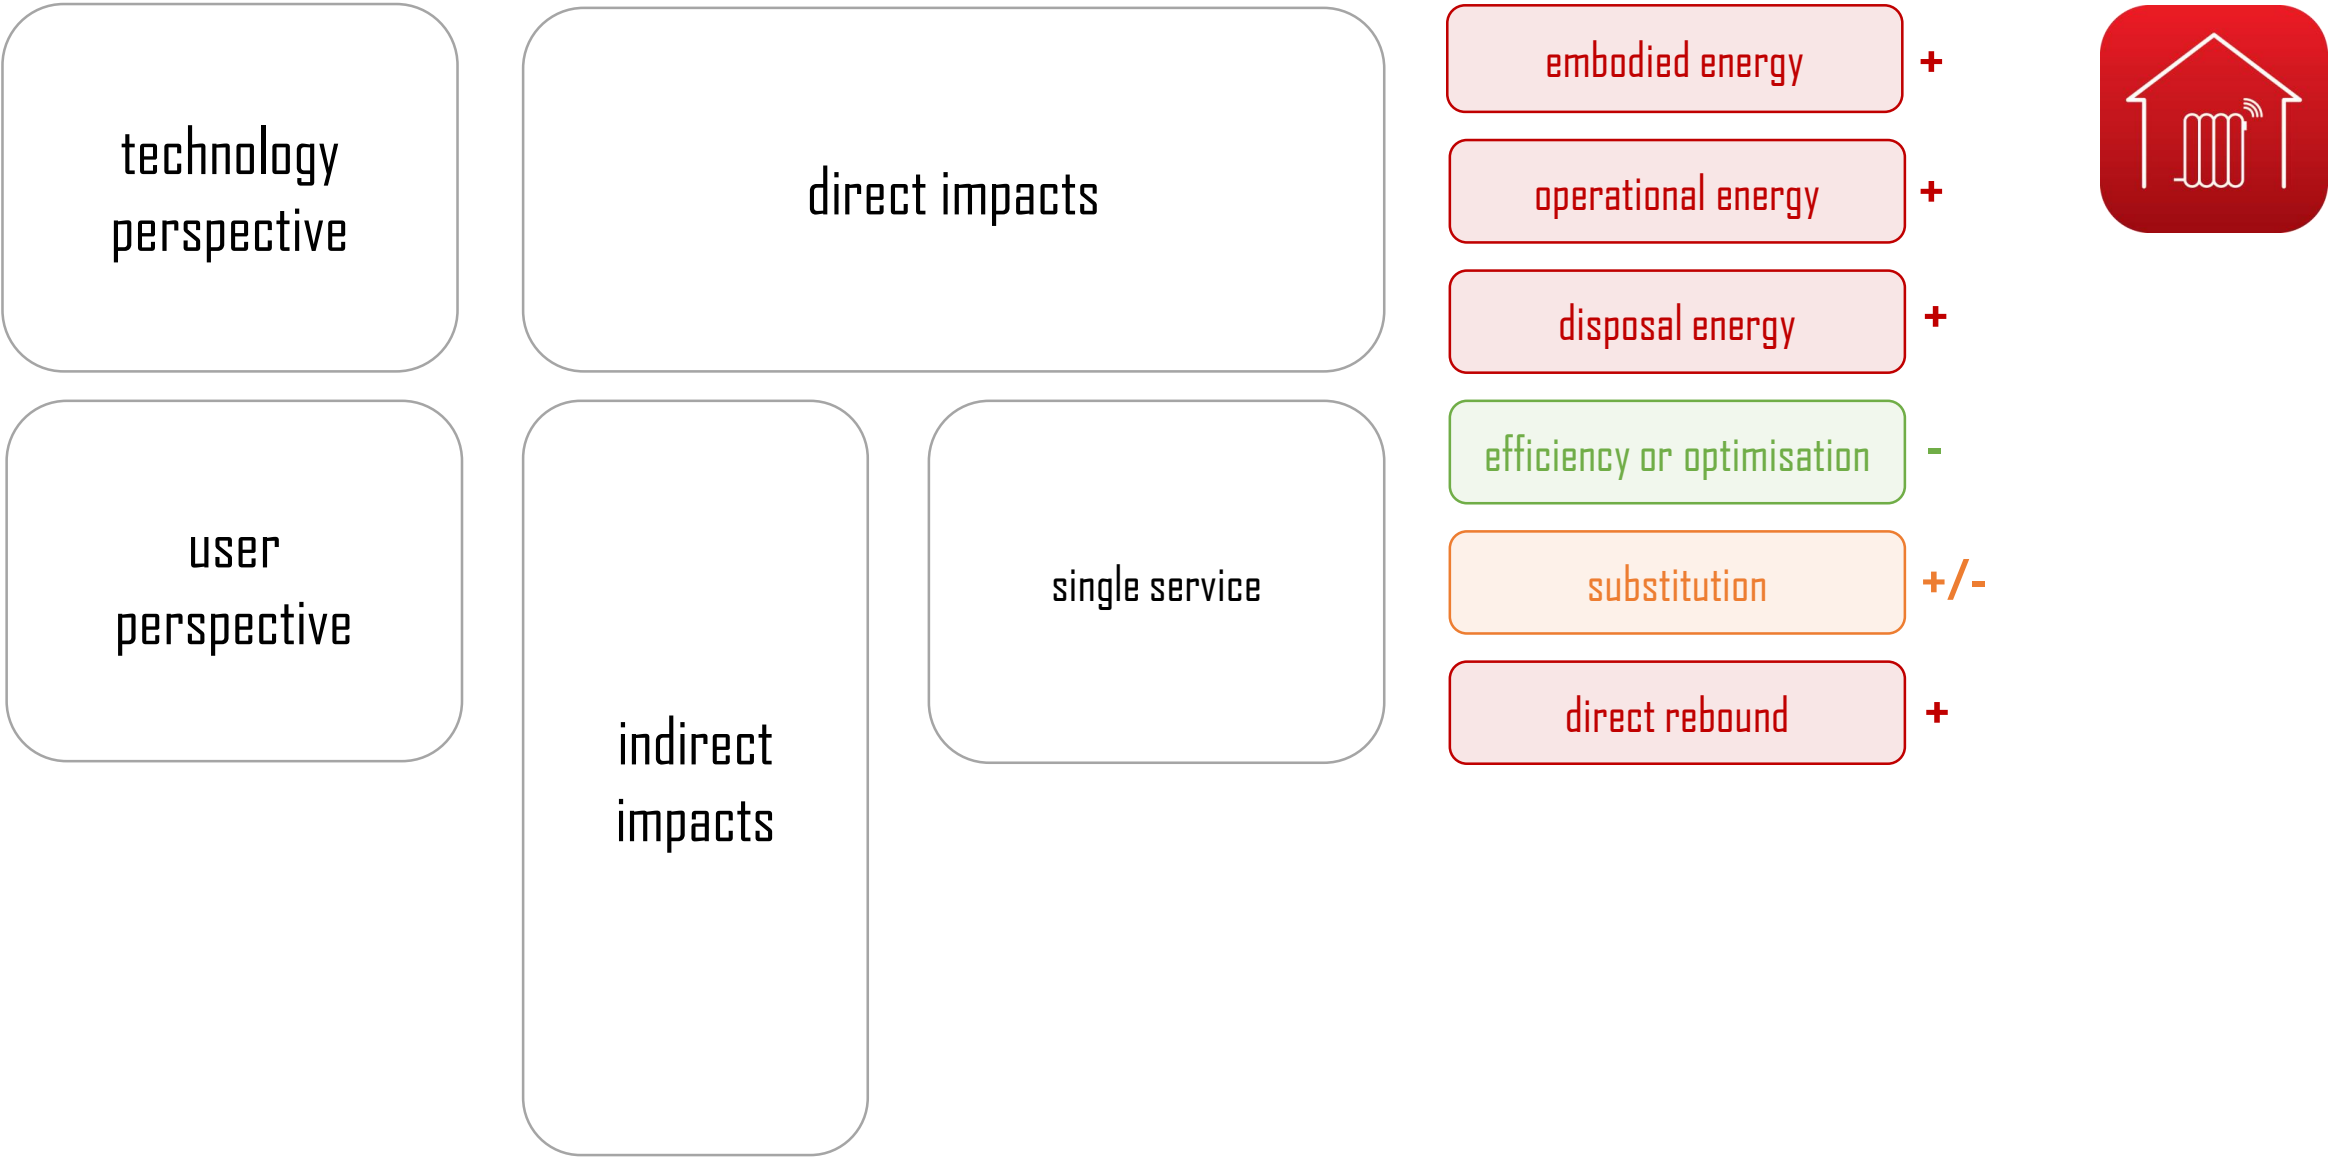 technology
perspective
direct impacts
embodied energy +
operational energy +
disposal energy +
user
perspective
indirect
impacts
single service
efficiency or optimisation -
substitution +/-
direct rebound +